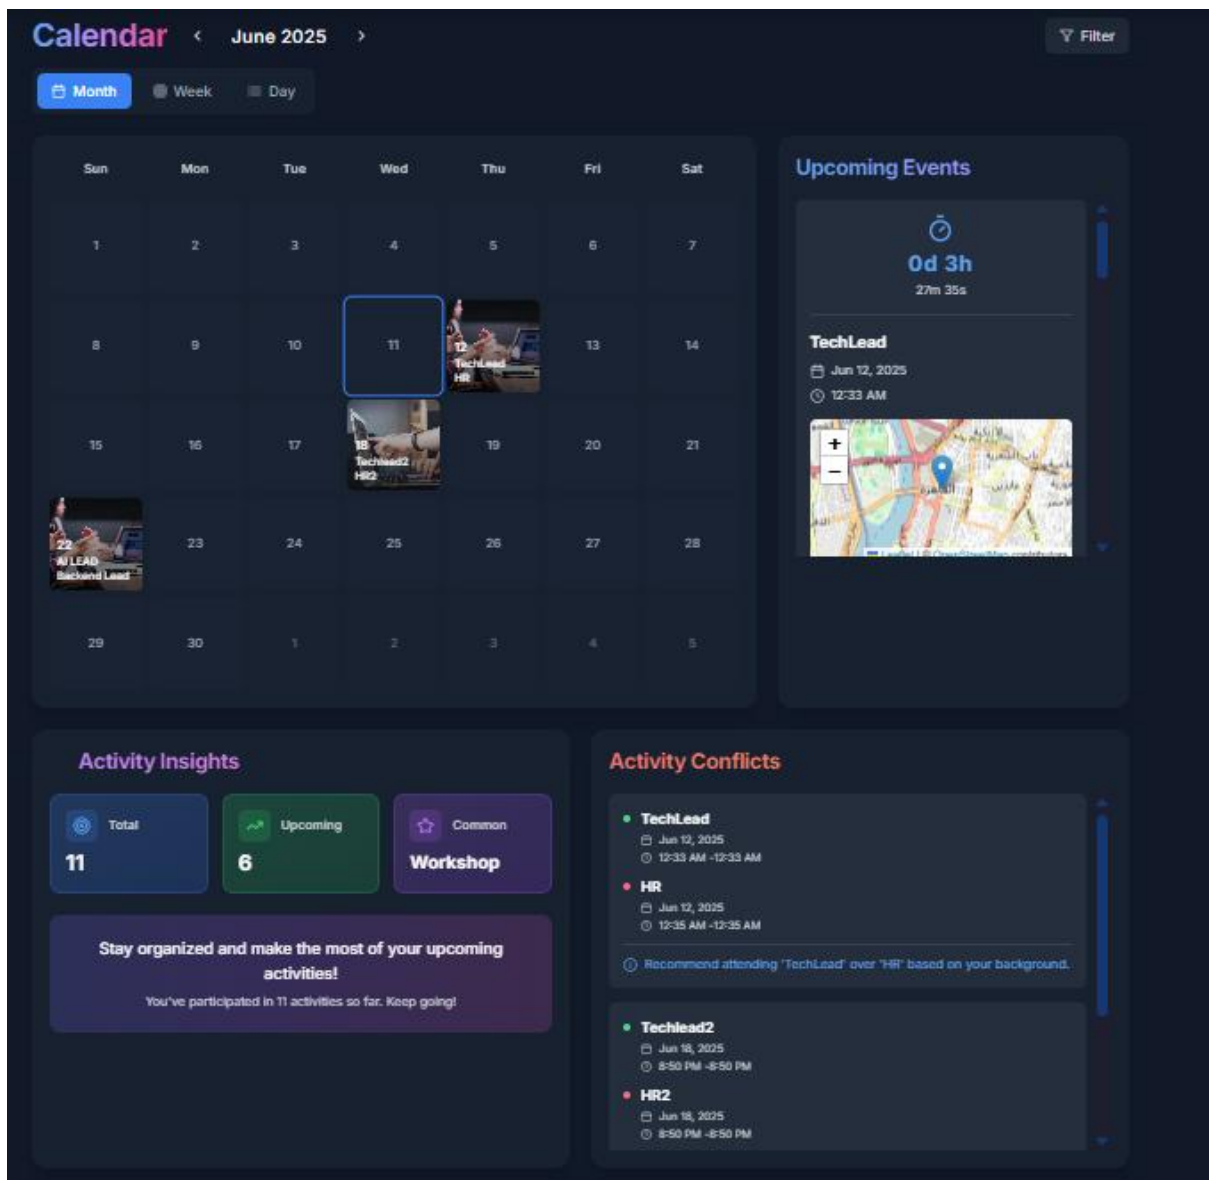 Calendar
June 2025
Filter
Month
Week
Day
Sun Mon Tue Wed Thu Fri Sat
1 2 3 4 5 6 7
8 9 10 11 12 13 14
TechLead
HR
15 16 17 18 19 20 21
Techlead2
HR2
22 23 24 25 26 27 28
AI LEAD
Backend Lead
29 30 1 2 3 4 5
Upcoming Events
0d 3h
27m 35s
TechLead
Jun 12, 2025
12:33 AM
+
−
القاهرة
Leaflet | © OpenStreetMap contributors
Activity Insights
Total
11
Upcoming
6
Common
Workshop
Stay organized and make the most of your upcoming
activities!
You've participated in 11 activities so far. Keep going!
Activity Conflicts
TechLead
Jun 12, 2025
12:33 AM -12:33 AM
HR
Jun 12, 2025
12:35 AM -12:35 AM
Recommend attending 'TechLead' over 'HR' based on your background.
Techlead2
Jun 18, 2025
8:50 PM -8:50 PM
HR2
Jun 18, 2025
8:50 PM -8:50 PM